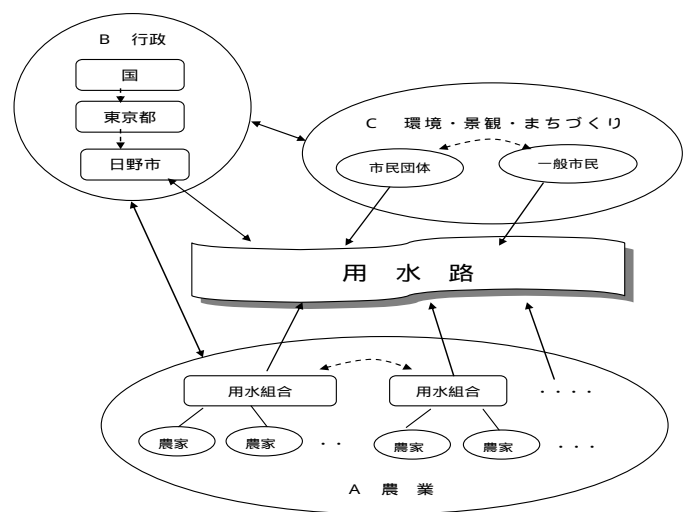 B 行政
国
東京都
日野市
C 環境・景観・まちづくり
市民団体
一般市民
用水路
用水組合
用水組合
・・・・
農家
農家
・・
農家
農家
・・・
A 農業